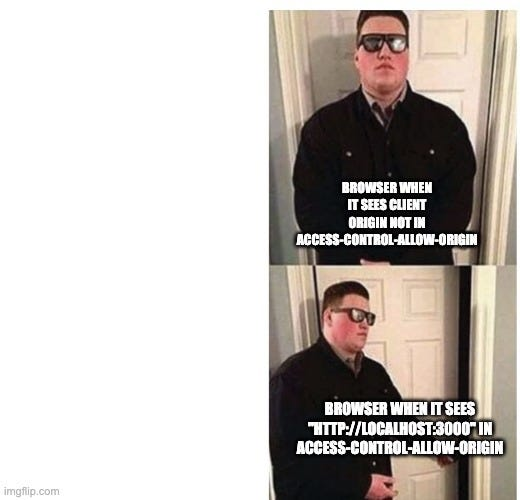 BROWSER WHEN
IT SEES CLIENT
ORIGIN NOT IN
ACCESS-CONTROL-ALLOW-ORIGIN
BROWSER WHEN IT SEES
"HTTP://LOCALHOST:3000" IN
ACCESS-CONTROL-ALLOW-ORIGIN
imgflip.com